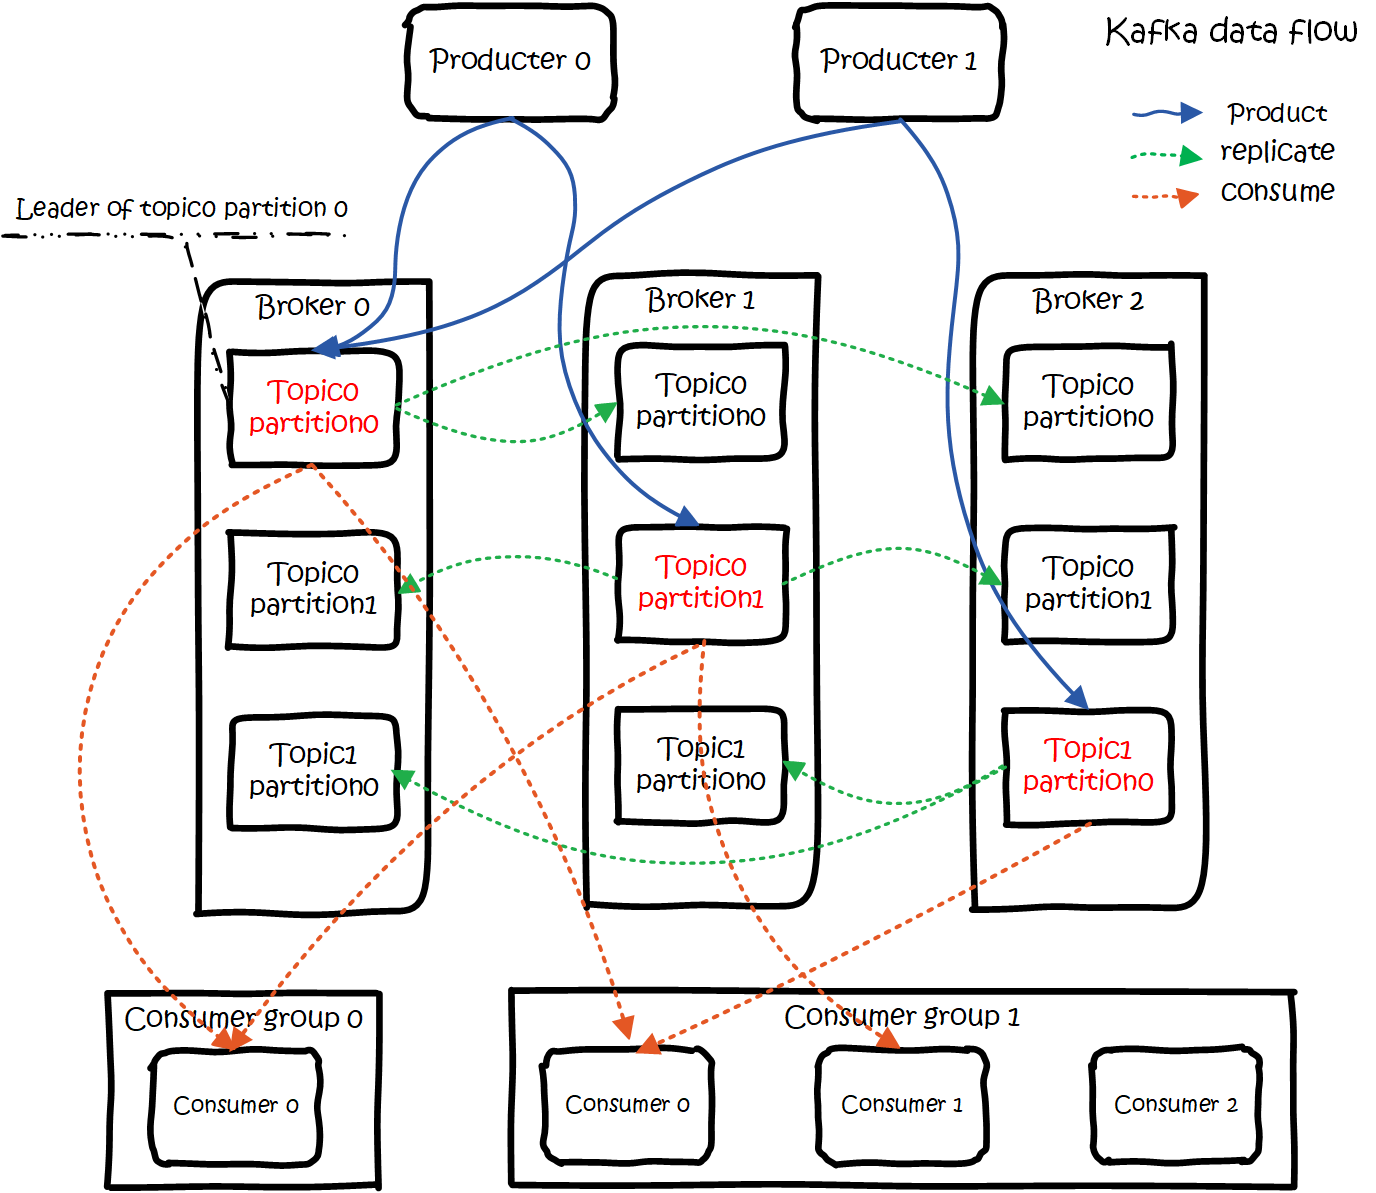 Producter 0
Producter 1
Kafka data flow
Product
replicate
consume
Leader of topic0 partition 0
Broker 0
Broker 1
Broker 2
Topic0
partition0
Topic0
partition0
Topic0
partition0
Topic0
partition1
Topic0
partition1
Topic0
partition1
Topic1
partition0
Topic1
partition0
Topic1
partition0
Consumer group 0
Consumer group 1
Consumer 0
Consumer 0
Consumer 1
Consumer 2